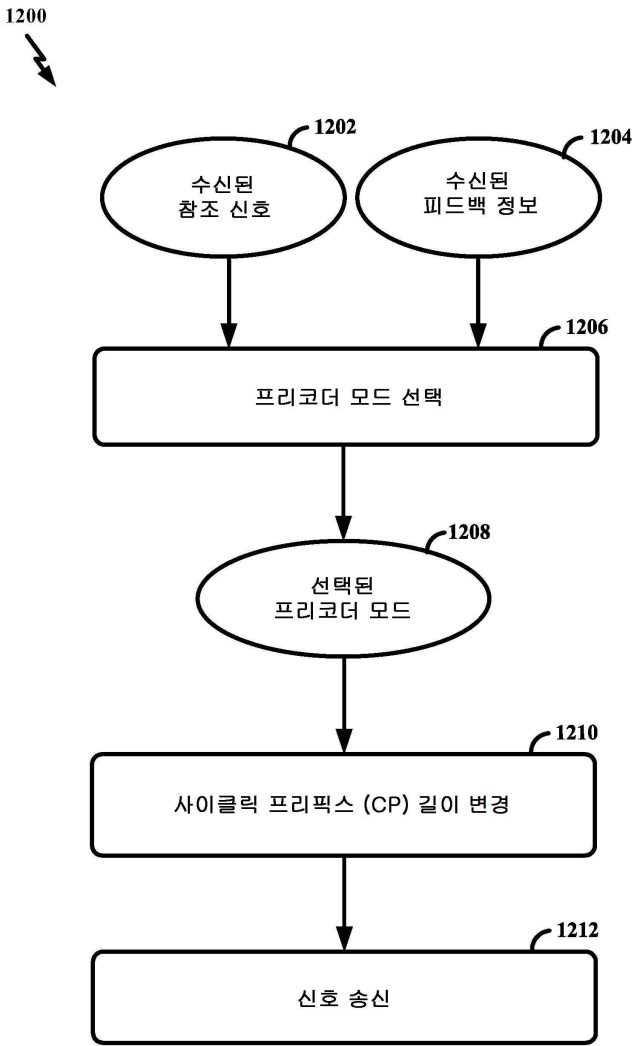 1200
1202
1204
수신된
참조 신호
수신된
피드백 정보
1206
프리코더 모드 선택
1208
선택된
프리코더 모드
1210
사이클릭 프리픽스 (CP) 길이 변경
1212
신호 송신